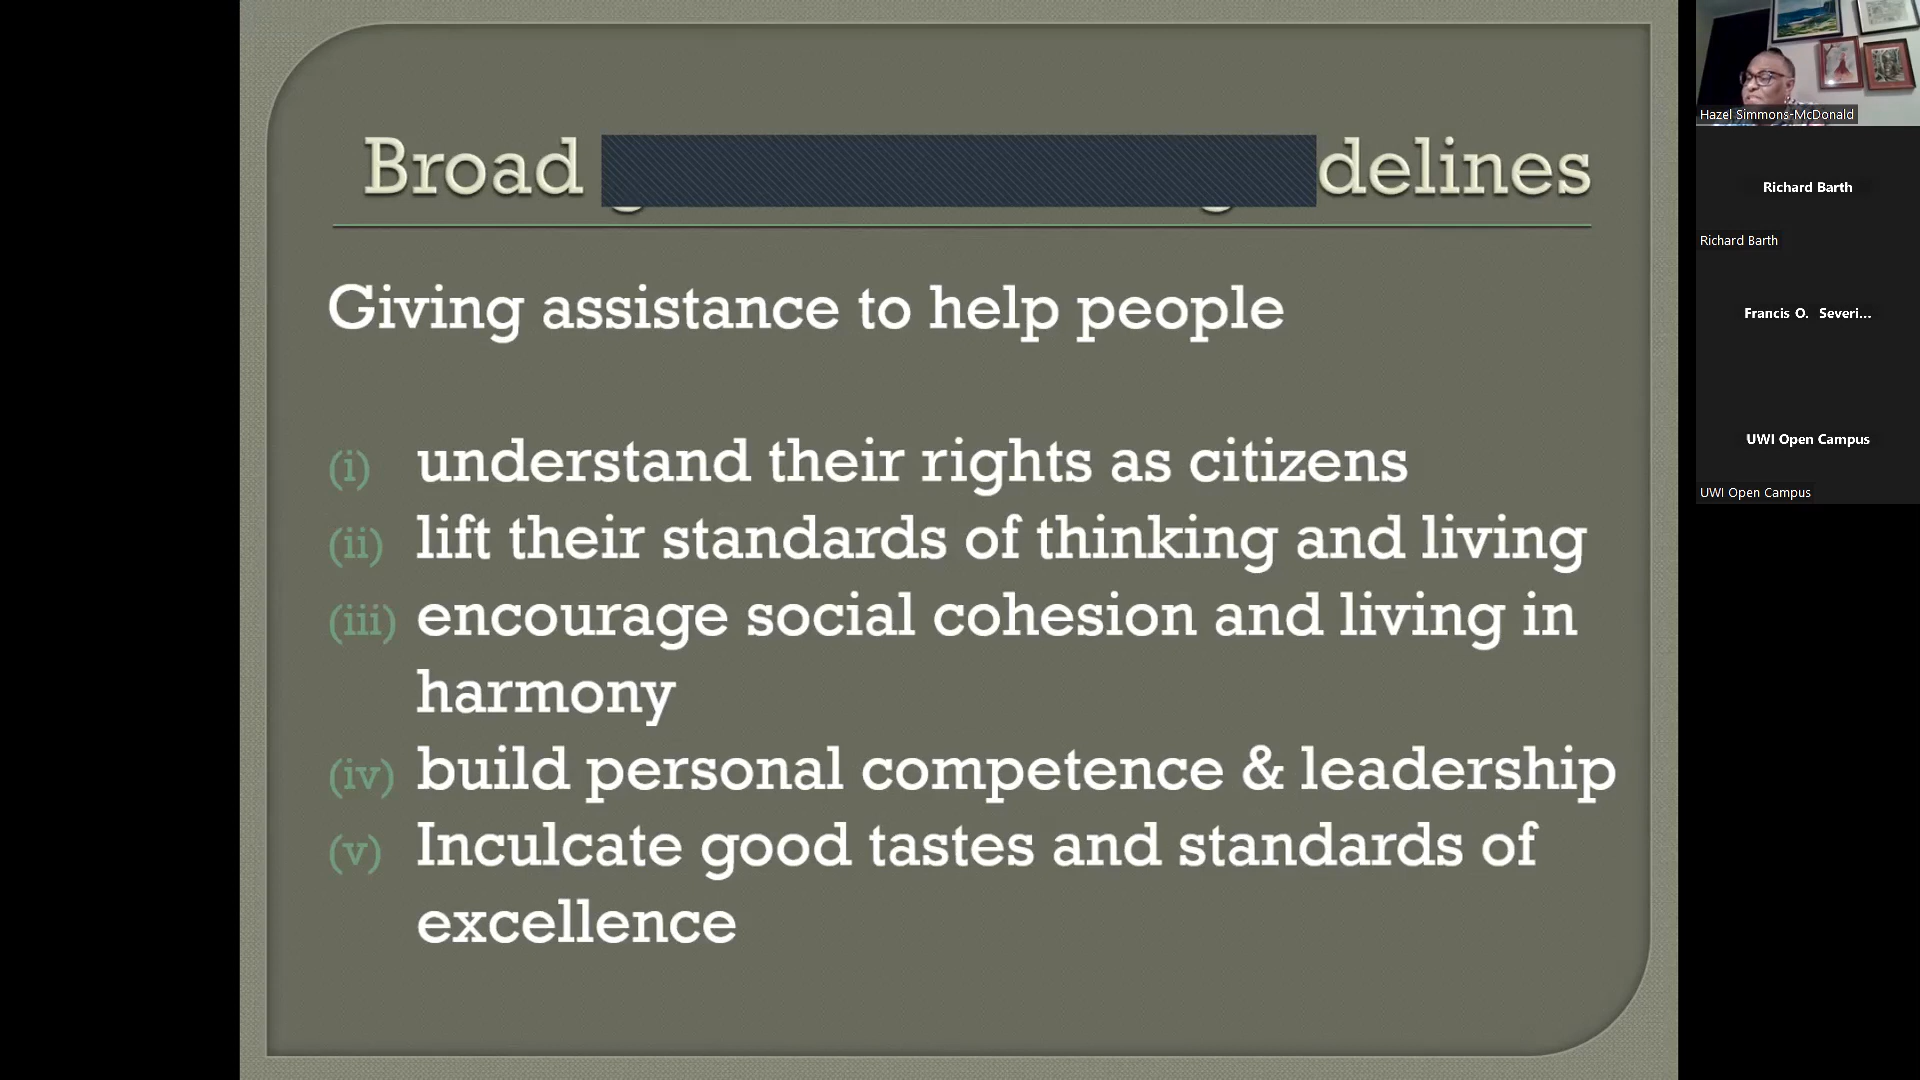 Broad delines
Giving assistance to help people
(i) understand their rights as citizens
(ii) lift their standards of thinking and living
(iii) encourage social cohesion and living in
harmony
(iv) build personal competence & leadership
(v) Inculcate good tastes and standards of
excellence
Hazel Simmons-McDonald
Richard Barth
Richard Barth
Francis O. Severi...
UWI Open Campus
UWI Open Campus